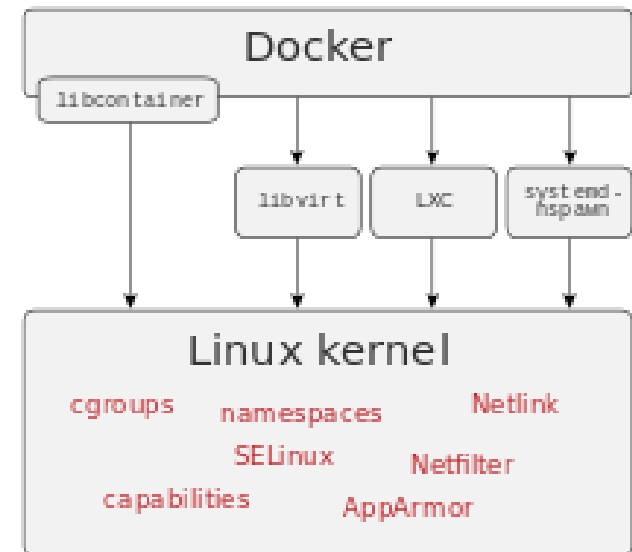 Docker
libcontainer
libvirt
LXC
systemd-
nspawn
Linux kernel
cgroups
namespaces
Netlink
SELinux
Netfilter
capabilities
AppArmor